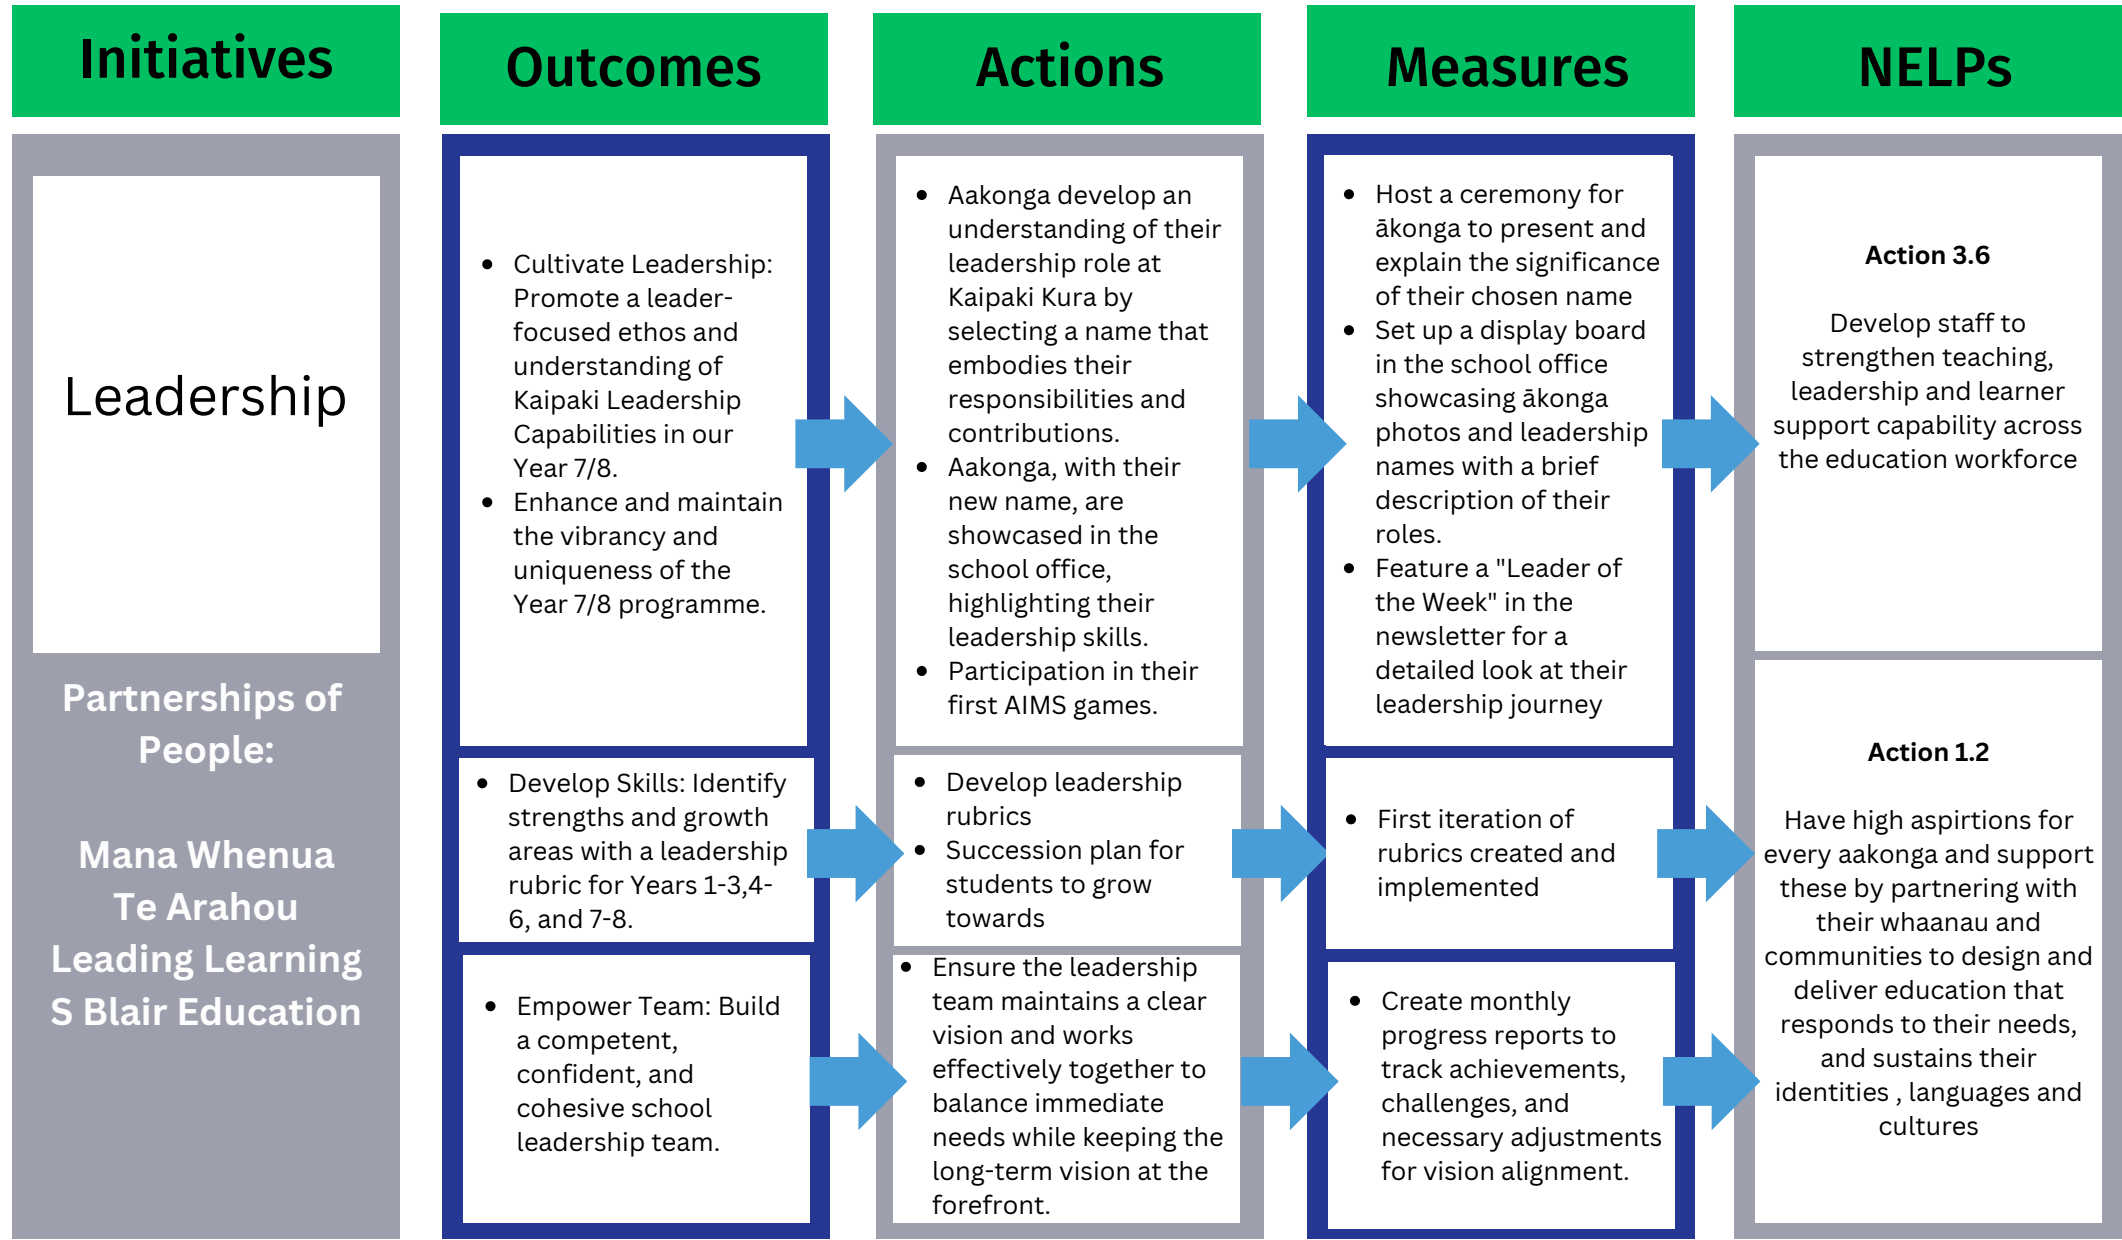 Initiatives
Outcomes
Actions
Measures
NELPs
Leadership
Partnerships of
People:
Mana Whenua
Te Arahou
Leading Learning
S Blair Education
• Cultivate Leadership:
Promote a leader-
focused ethos and
understanding of
Kaipaki Leadership
Capabilities in our
Year 7/8.
• Enhance and maintain
the vibrancy and
uniqueness of the
Year 7/8 programme.
• Aakonga develop an
understanding of their
leadership role at
Kaipaki Kura by
selecting a name that
embodies their
responsibilities and
contributions.
• Aakonga, with their
new name, are
showcased in the
school office,
highlighting their
leadership skills.
• Participation in their
first AIMS games.
• Host a ceremony for
ākonga to present and
explain the significance
of their chosen name
• Set up a display board
in the school office
showcasing ākonga
photos and leadership
names with a brief
description of their
roles.
• Feature a "Leader of
the Week" in the
newsletter for a
detailed look at their
leadership journey
Action 3.6
Develop staff to
strengthen teaching,
leadership and learner
support capability across
the education workforce
• Develop Skills: Identify
strengths and growth
areas with a leadership
rubric for Years 1-3,4-
6, and 7-8.
• Develop leadership
rubrics
• Succession plan for
students to grow
towards
• First iteration of
rubrics created and
implemented
• Empower Team: Build
a competent,
confident, and
cohesive school
leadership team.
• Ensure the leadership
team maintains a clear
vision and works
effectively together to
balance immediate
needs while keeping the
long-term vision at the
forefront.
• Create monthly
progress reports to
track achievements,
challenges, and
necessary adjustments
for vision alignment.
Action 1.2
Have high aspirtions for
every aakonga and support
these by partnering with
their whaanau and
communities to design and
deliver education that
responds to their needs,
and sustains their
identities , languages and
cultures